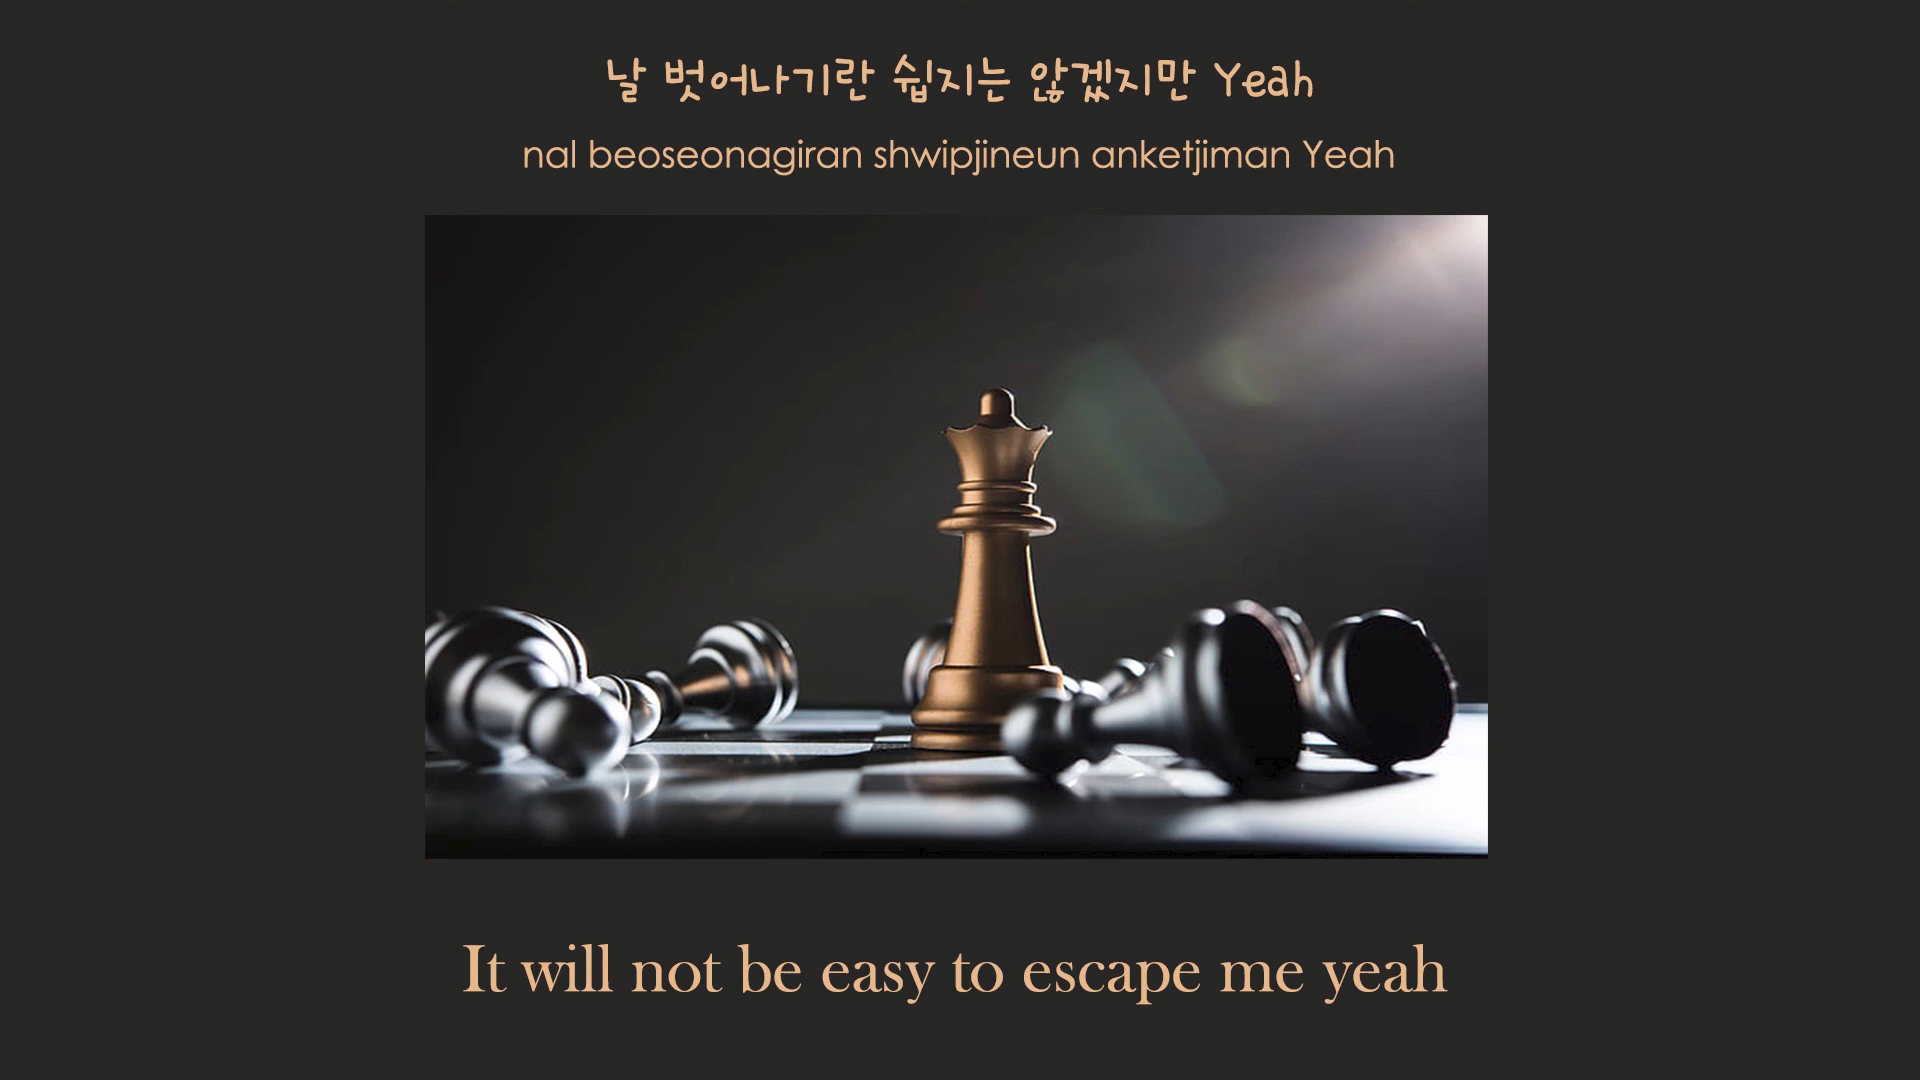 날 벗어나기란 쉽지는 않겠지만 Yeah
nal beoseonagiran shwipjineun anketjiman Yeah
It will not be easy to escape me yeah